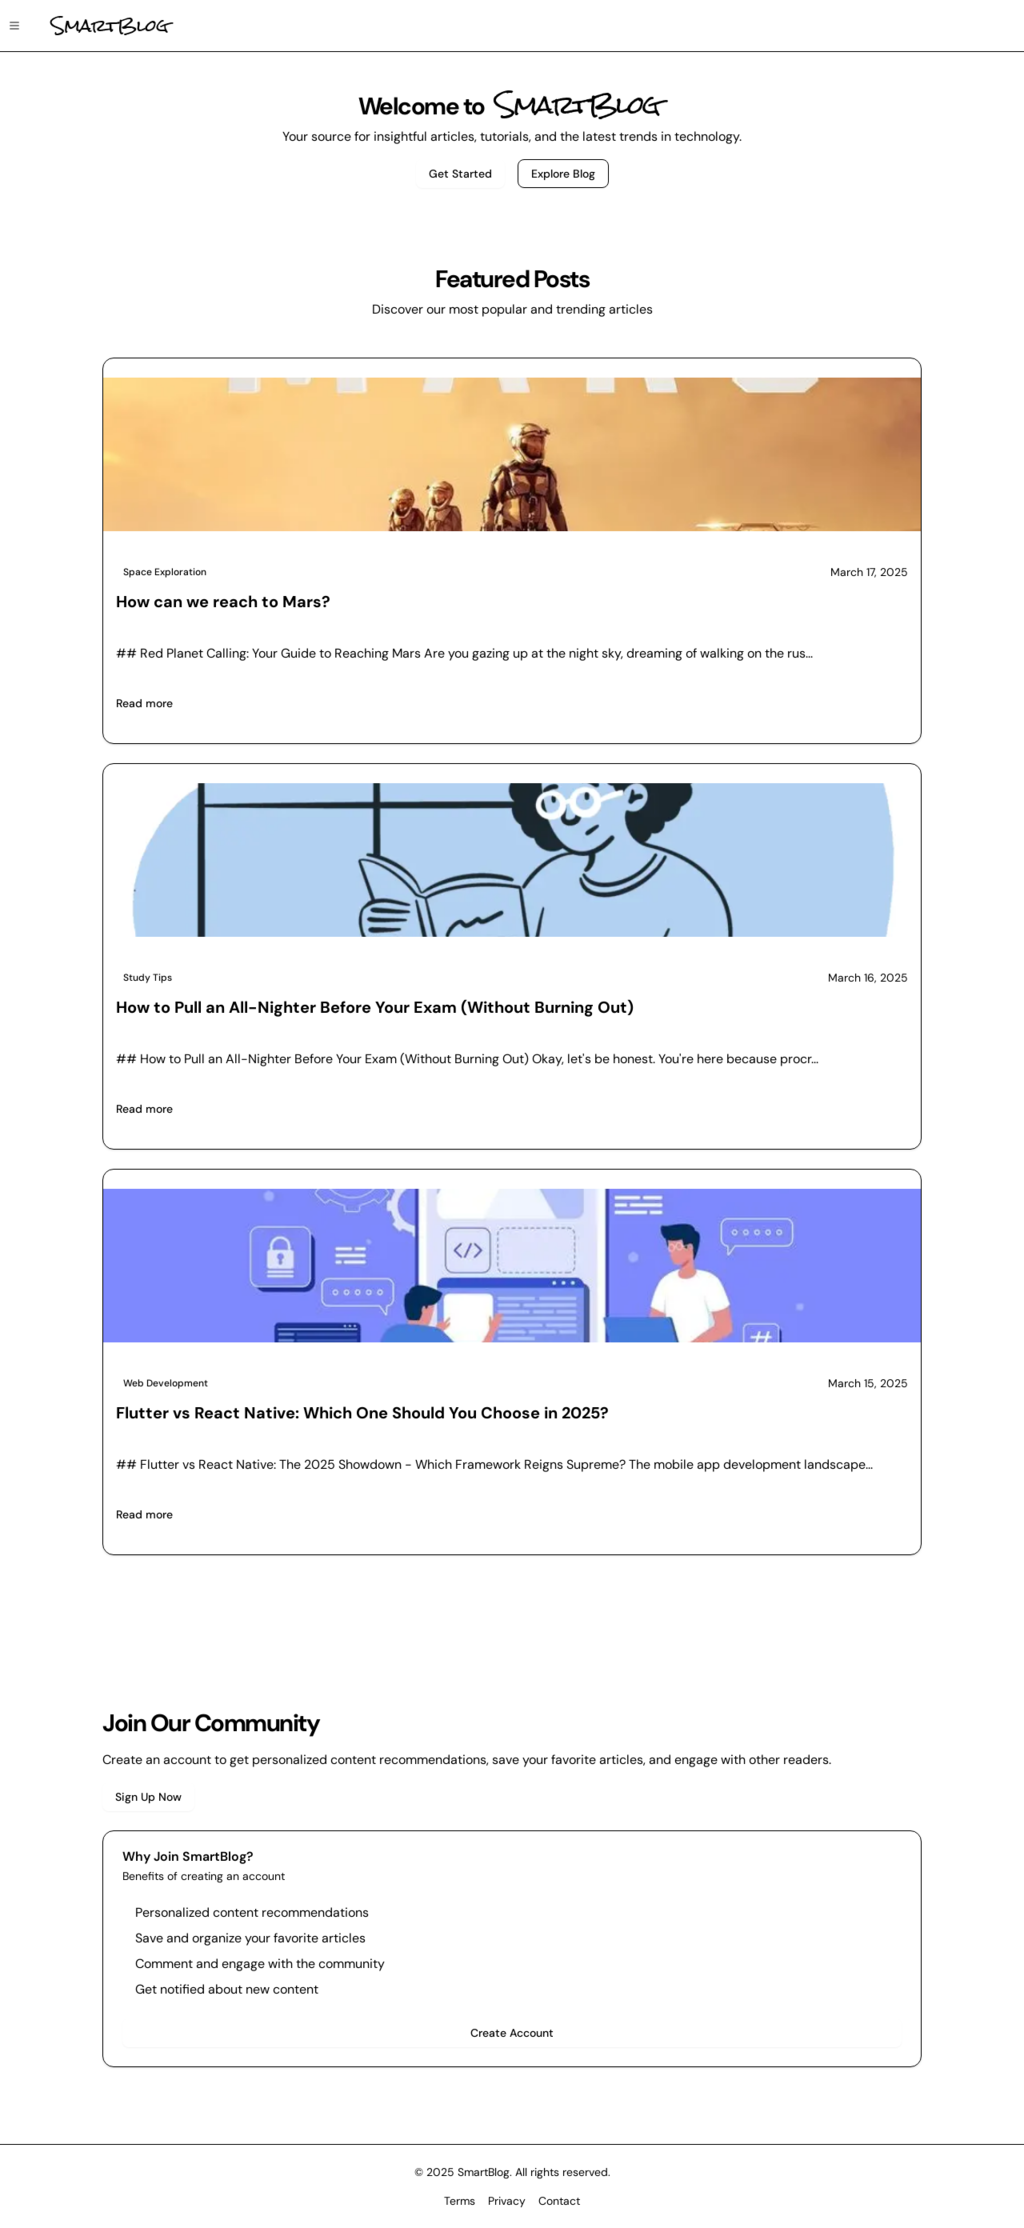 SmartBlog
Welcome to SmartBlog
Your source for insightful articles, tutorials, and the latest trends in technology.
Get Started
Explore Blog
Featured Posts
Discover our most popular and trending articles
Space Exploration
March 17, 2025
How can we reach to Mars?
## Red Planet Calling: Your Guide to Reaching Mars Are you gazing up at the night sky, dreaming of walking on the rus...
Read more
Study Tips
March 16, 2025
How to Pull an All-Nighter Before Your Exam (Without Burning Out)
## How to Pull an All-Nighter Before Your Exam (Without Burning Out) Okay, let's be honest. You're here because procr...
Read more
</>
#
Web Development
March 15, 2025
Flutter vs React Native: Which One Should You Choose in 2025?
## Flutter vs React Native: The 2025 Showdown - Which Framework Reigns Supreme? The mobile app development landscape...
Read more
Join Our Community
Create an account to get personalized content recommendations, save your favorite articles, and engage with other readers.
Sign Up Now
Why Join SmartBlog?
Benefits of creating an account
Personalized content recommendations
Save and organize your favorite articles
Comment and engage with the community
Get notified about new content
Create Account
© 2025 SmartBlog. All rights reserved.
Terms Privacy Contact